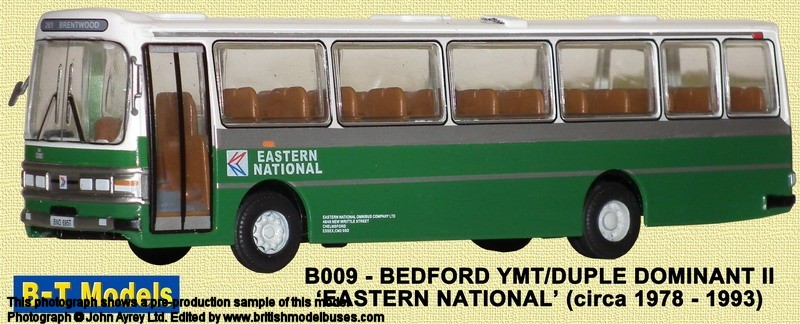 261 BRENTWOOD
EASTERN
NATIONAL
EASTERN NATIONAL OMNIBUS COMPANY LTD
NEW WRITTLE STREET
CHELMSFORD
ESSEX
B-T Models
B009 - BEDFORD YMT/DUPLE DOMINANT II
'EASTERN NATIONAL' (circa 1978 - 1993)
This photograph shows a pre-production sample of this model.
Photograph © John Ayrey Ltd. Edited by www.britishmodelbuses.com.